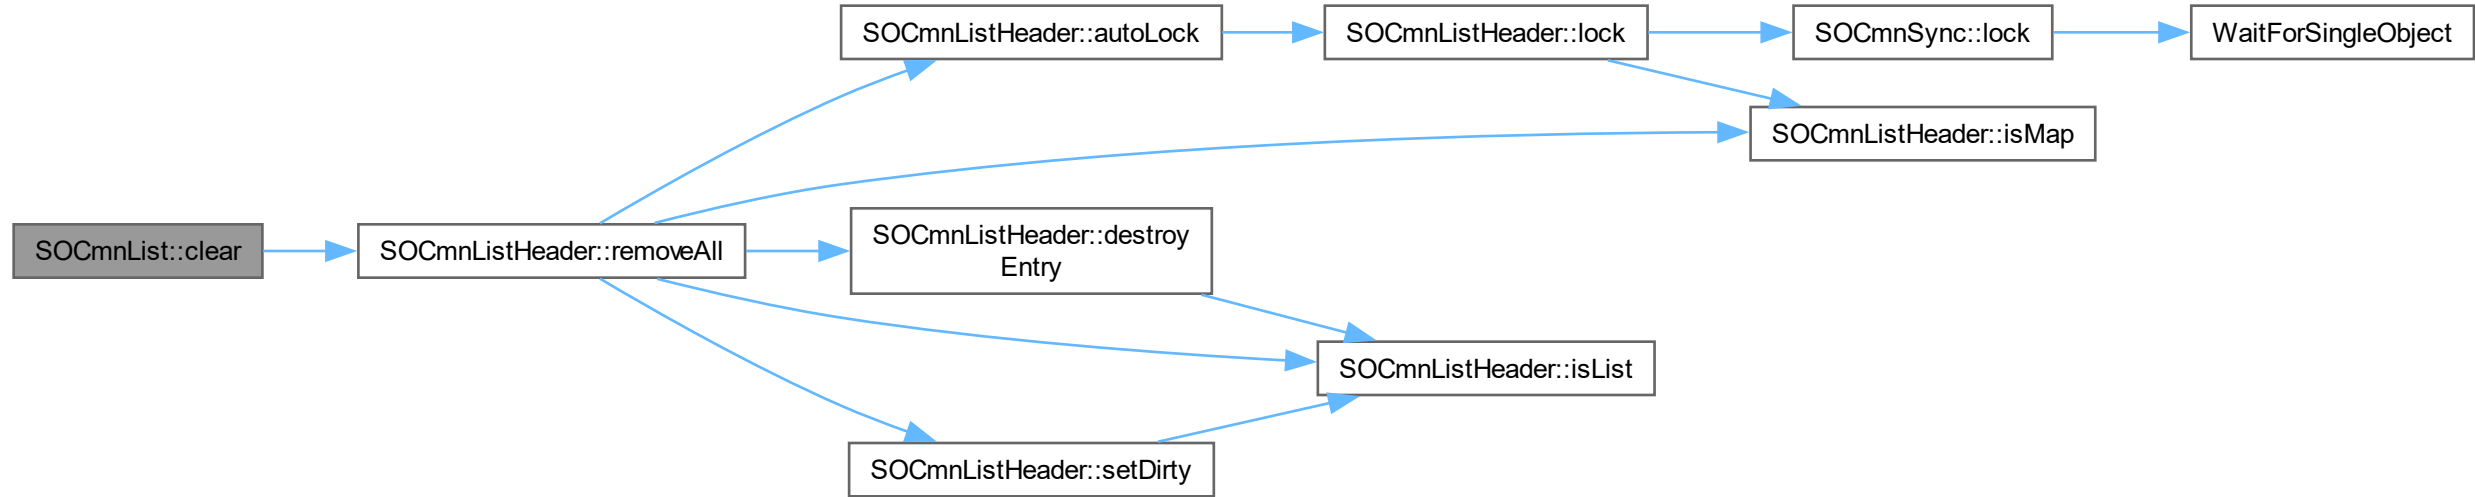 SOCmnList::clear
SOCmnListHeader::removeAll
SOCmnListHeader::autoLock
SOCmnListHeader::lock
SOCmnSync::lock
WaitForSingleObject
SOCmnListHeader::isMap
SOCmnListHeader::destroy
Entry
SOCmnListHeader::isList
SOCmnListHeader::setDirty